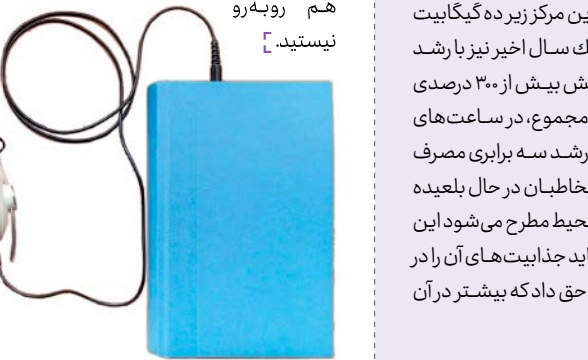 هم روبه‌رو
نیستید.
ین مرکز زیر ده گیگابیت
ك سال اخیر نیز با رشد
ش بیش از ۳۰۰ درصدی
مجموع، در ساعت‌های
رشد سه برابری مصرف
خاطبان در حال بلعیده
حیط مطرح می‌شود این
اید جذابیت‌های آن را در
حق داد که بیشتر در آن